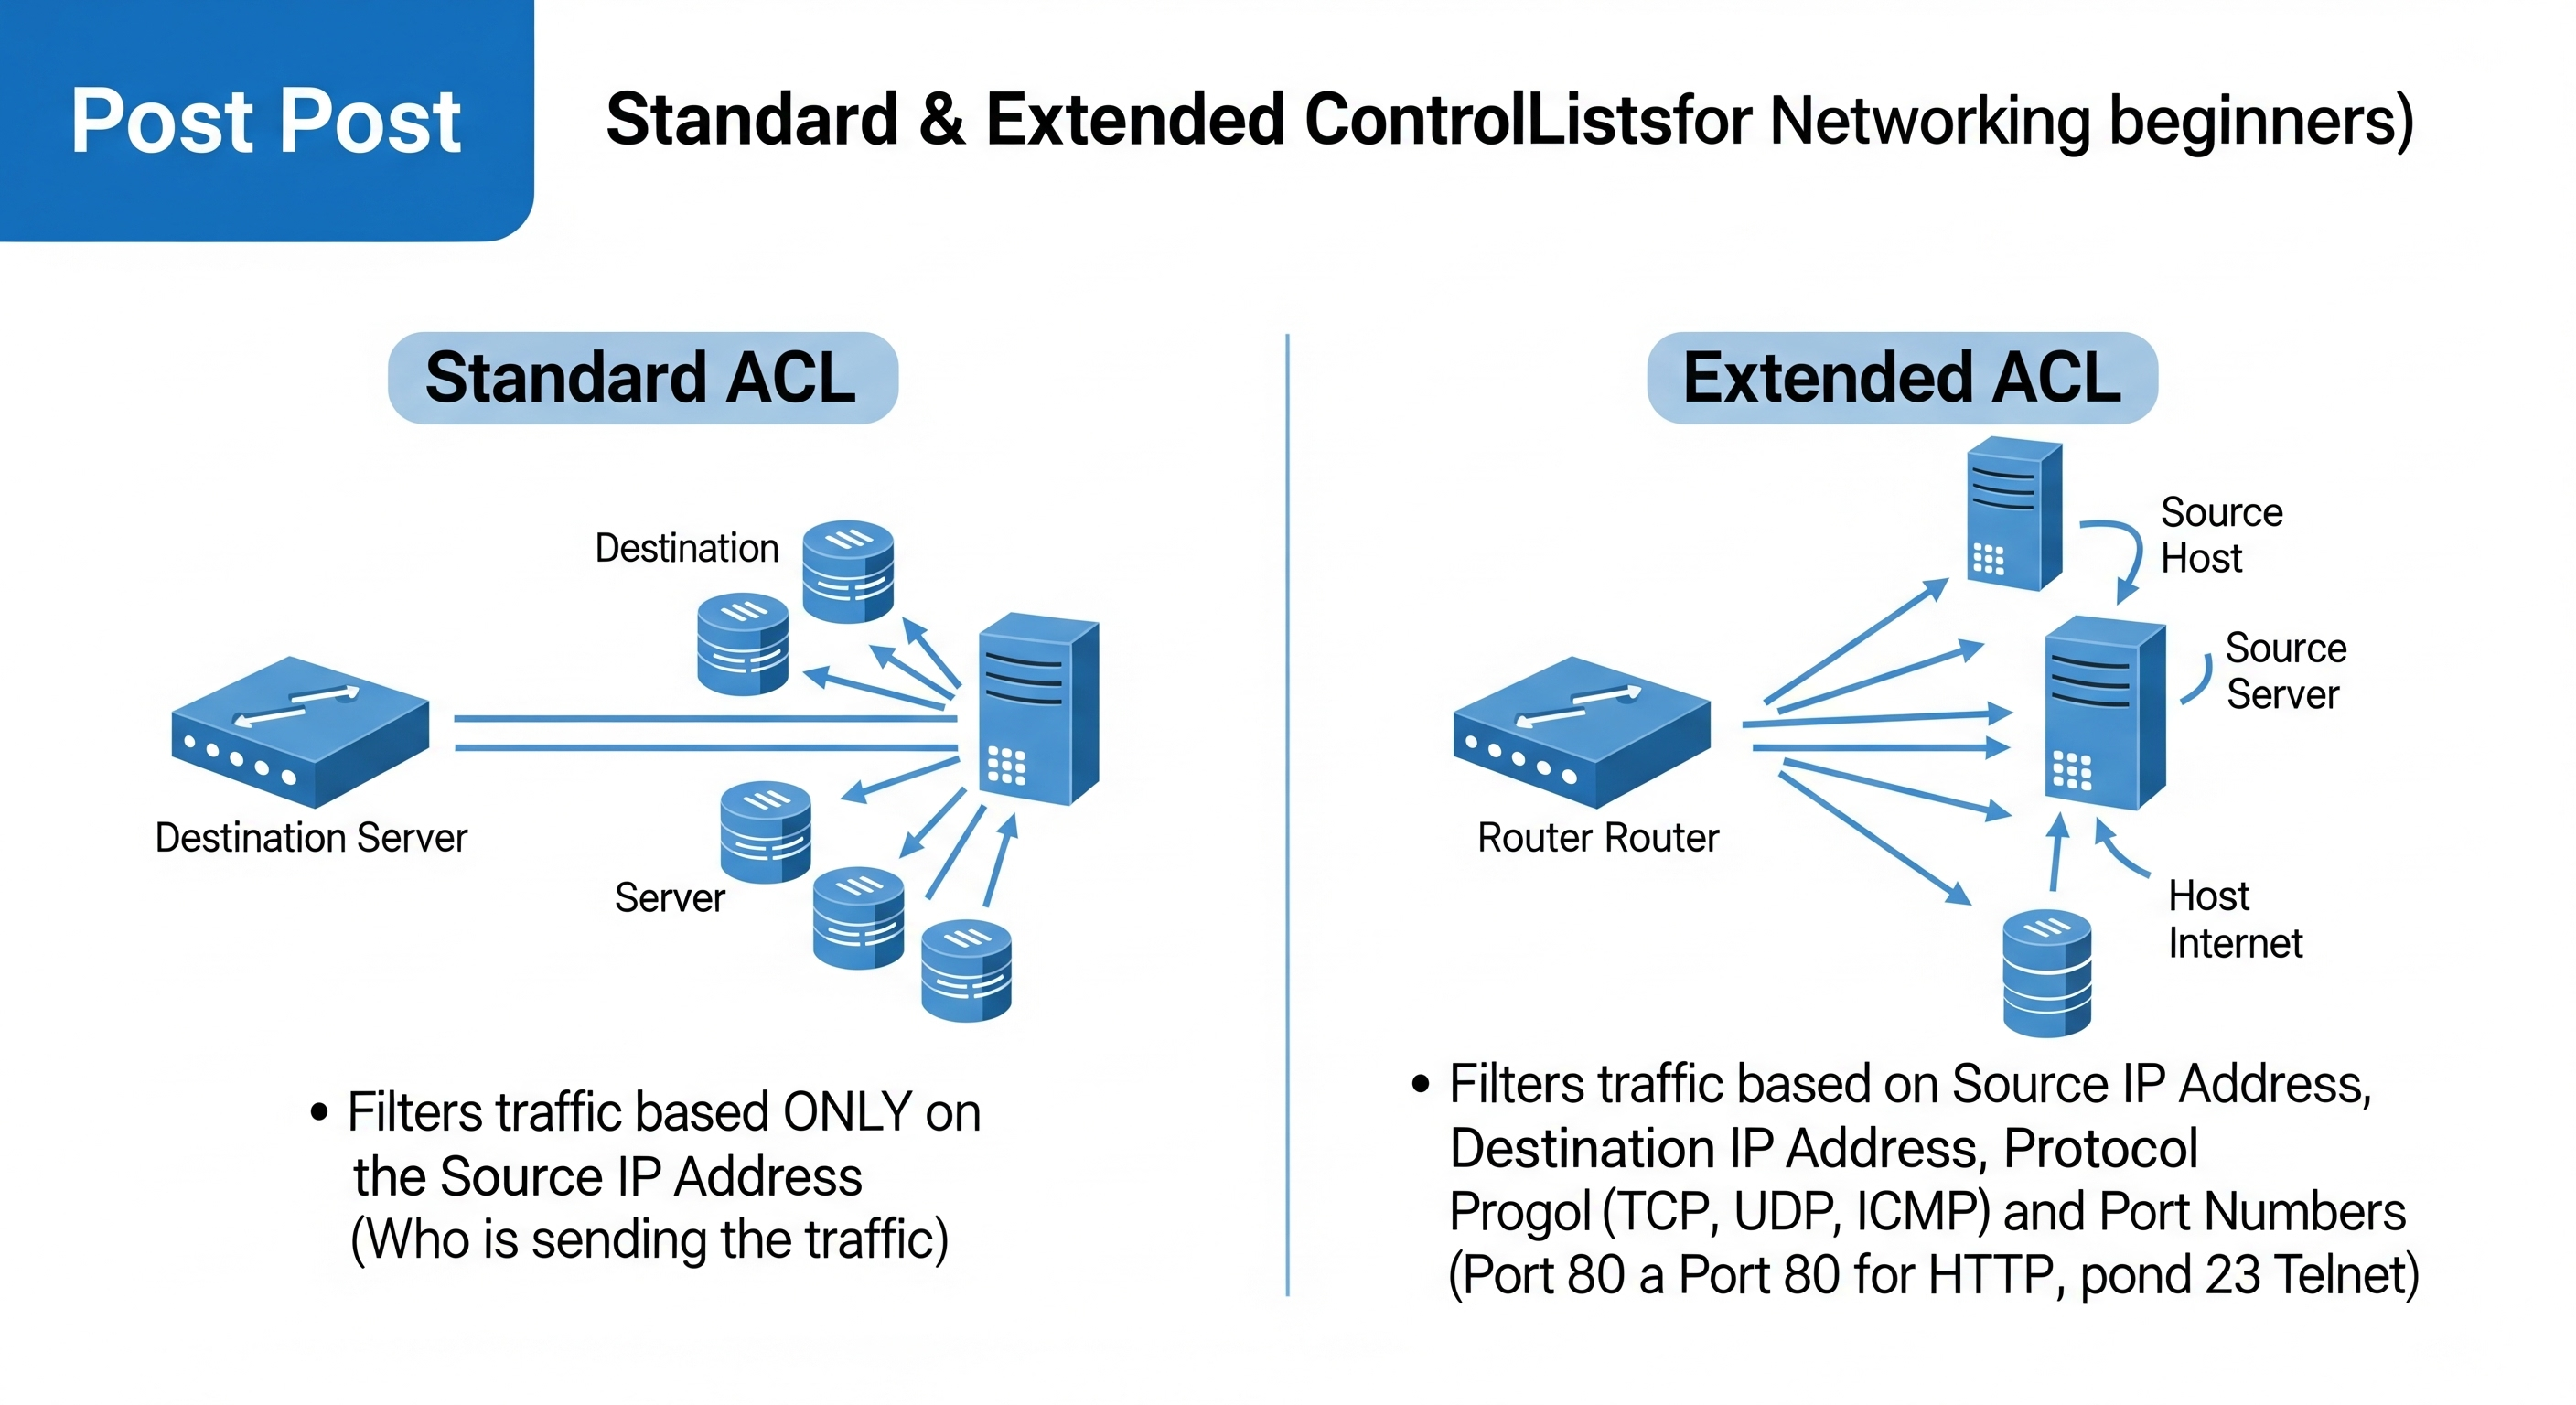 Post Post
Standard & Extended ControlListsfor Networking beginners)
Standard ACL
Destination
Destination Server
Server
• Filters traffic based ONLY on
the Source IP Address
(Who is sending the traffic)
Extended ACL
Source
Host
Source
Server
Router Router
Host
Internet
• Filters traffic based on Source IP Address,
Destination IP Address, Protocol
Progol (TCP, UDP, ICMP) and Port Numbers
(Port 80 a Port 80 for HTTP, pond 23 Telnet)